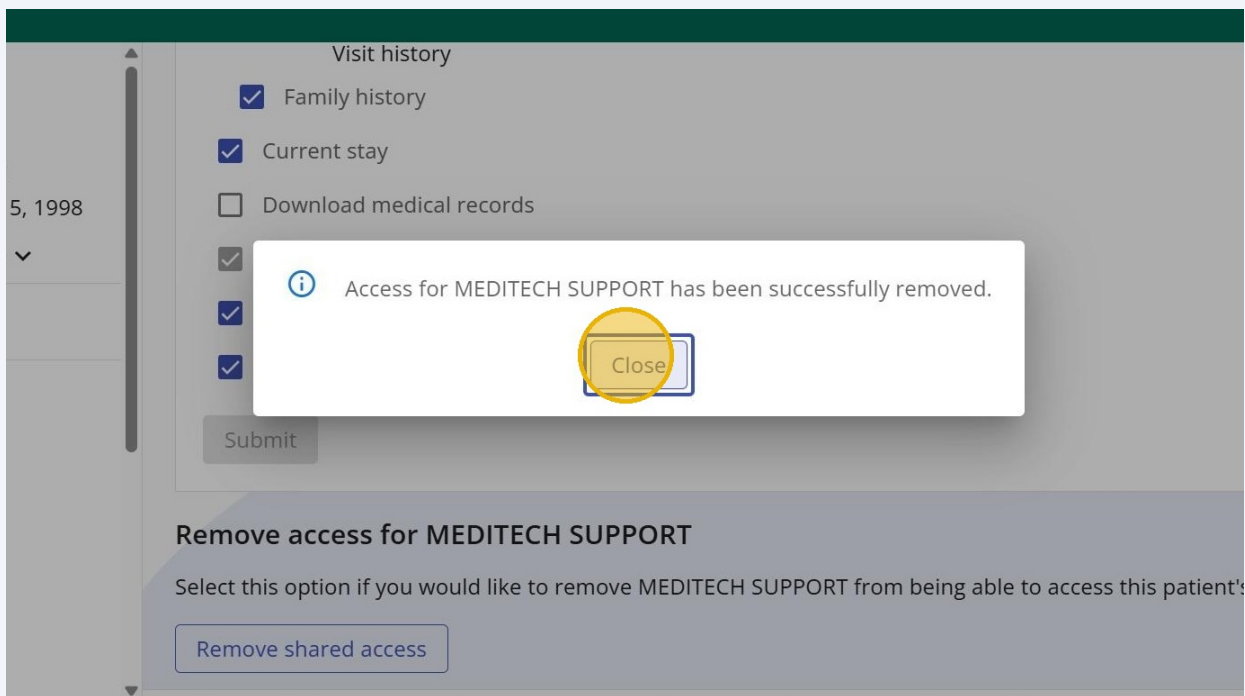 Visit history
Family history
Current stay
5, 1998
Download medical records
Access for MEDITECH SUPPORT has been successfully removed.
Close
Submit
Remove access for MEDITECH SUPPORT
Select this option if you would like to remove MEDITECH SUPPORT from being able to access this patient's
Remove shared access